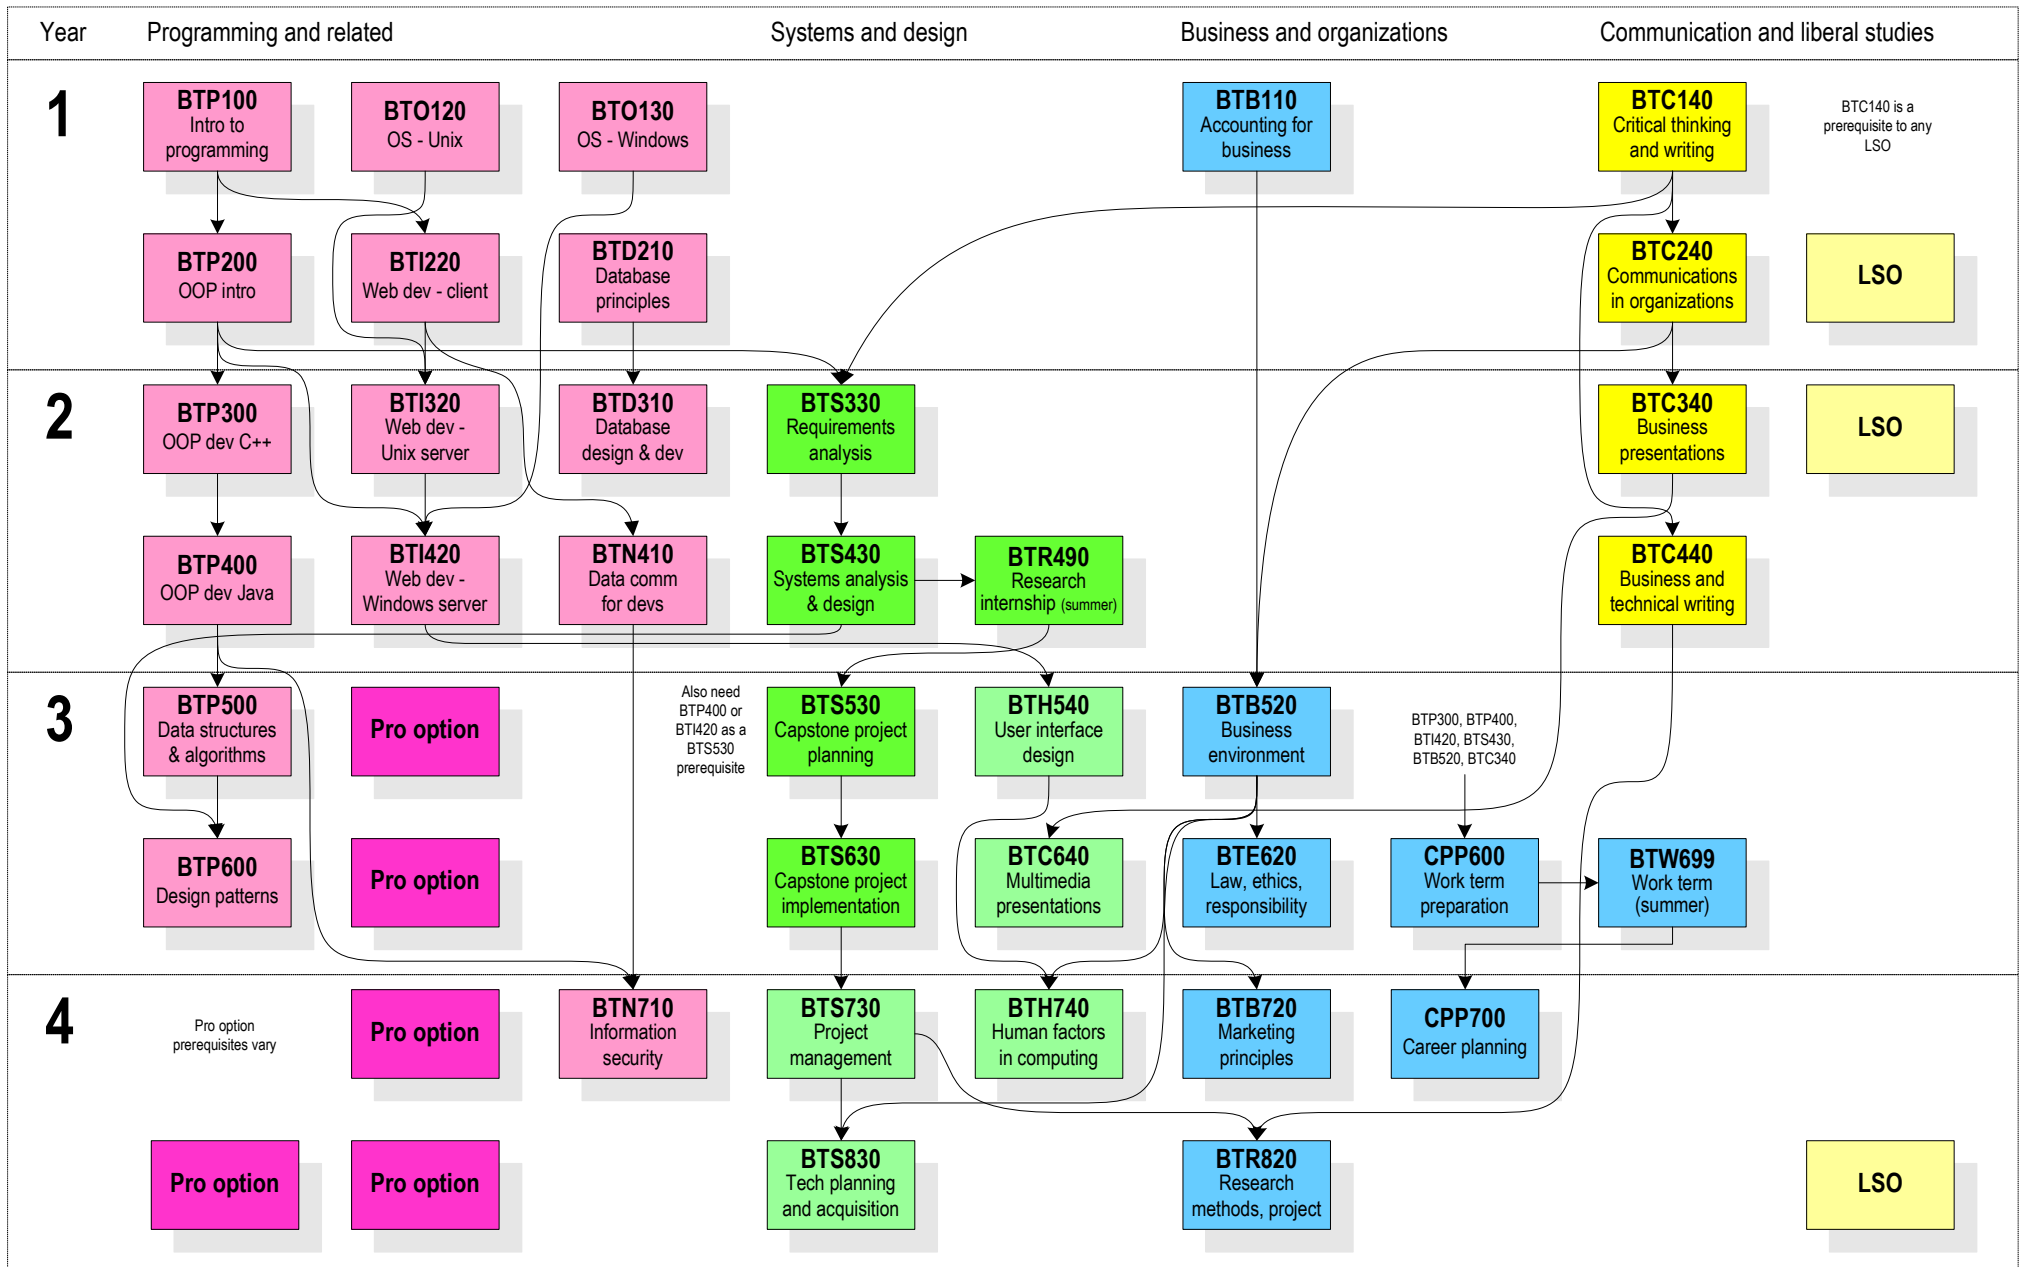 Year
Programming and related
Systems and design
Business and organizations
Communication and liberal studies
1
BTP100
Intro to
programming
BTO120
OS - Unix
BTO130
OS - Windows
BTB110
Accounting for
business
BTC140
Critical thinking
and writing
BTC140 is a
prerequisite to any
LSO
BTP200
OOP intro
BTI220
Web dev - client
BTD210
Database
principles
BTC240
Communications
in organizations
LSO
2
BTP300
OOP dev C++
BTI320
Web dev -
Unix server
BTD310
Database
design & dev
BTS330
Requirements
analysis
BTC340
Business
presentations
LSO
BTP400
OOP dev Java
BTI420
Web dev -
Windows server
BTN410
Data comm
for devs
BTS430
Systems analysis
& design
BTR490
Research
internship (summer)
BTC440
Business and
technical writing
3
BTP500
Data structures
& algorithms
Pro option
Also need
BTP400 or
BTI420 as a
BTS530
prerequisite
BTS530
Capstone project
planning
BTH540
User interface
design
BTB520
Business
environment
BTP300, BTP400,
BTI420, BTS430,
BTB520, BTC340
BTP600
Design patterns
Pro option
BTS630
Capstone project
implementation
BTC640
Multimedia
presentations
BTE620
Law, ethics,
responsibility
CPP600
Work term
preparation
BTW699
Work term
(summer)
4
Pro option
prerequisites vary
Pro option
BTN710
Information
security
BTS730
Project
management
BTH740
Human factors
in computing
BTB720
Marketing
principles
CPP700
Career planning
Pro option
Pro option
BTS830
Tech planning
and acquisition
BTR820
Research
methods, project
LSO